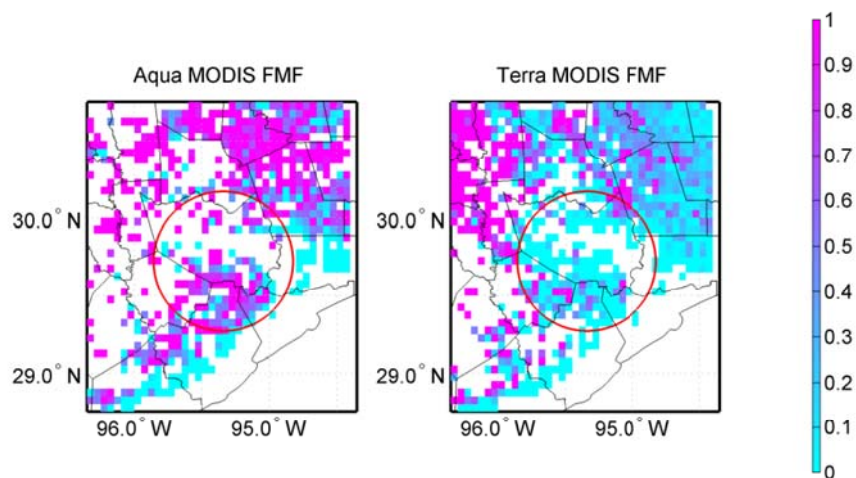 Aqua MODIS FMF
Terra MODIS FMF
30.0° N
29.0° N
96.0° W
95.0° W
30.0° N
29.0° N
96.0° W
95.0° W
1
0.9
0.8
0.7
0.6
0.5
0.4
0.3
0.2
0.1
0